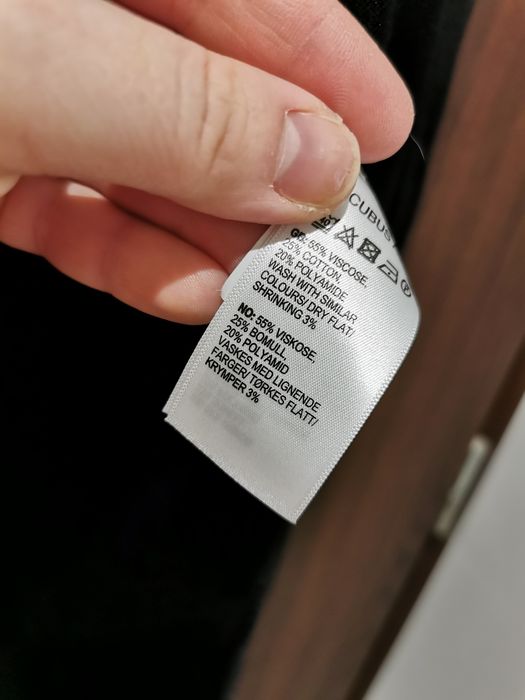 CUBUS
GB: 55% VISCOSE,
25% COTTON,
20% POLYAMIDE
WASH WITH SIMILAR
COLOURS/ DRY FLAT/
SHRINKING 3%
NO: 55% VISKOSE,
25% BOMULL
20% POLYAMID
VASKES MED LIGNENDE
FARGER/ TØRKES FLATT/
KRYMPER 3%